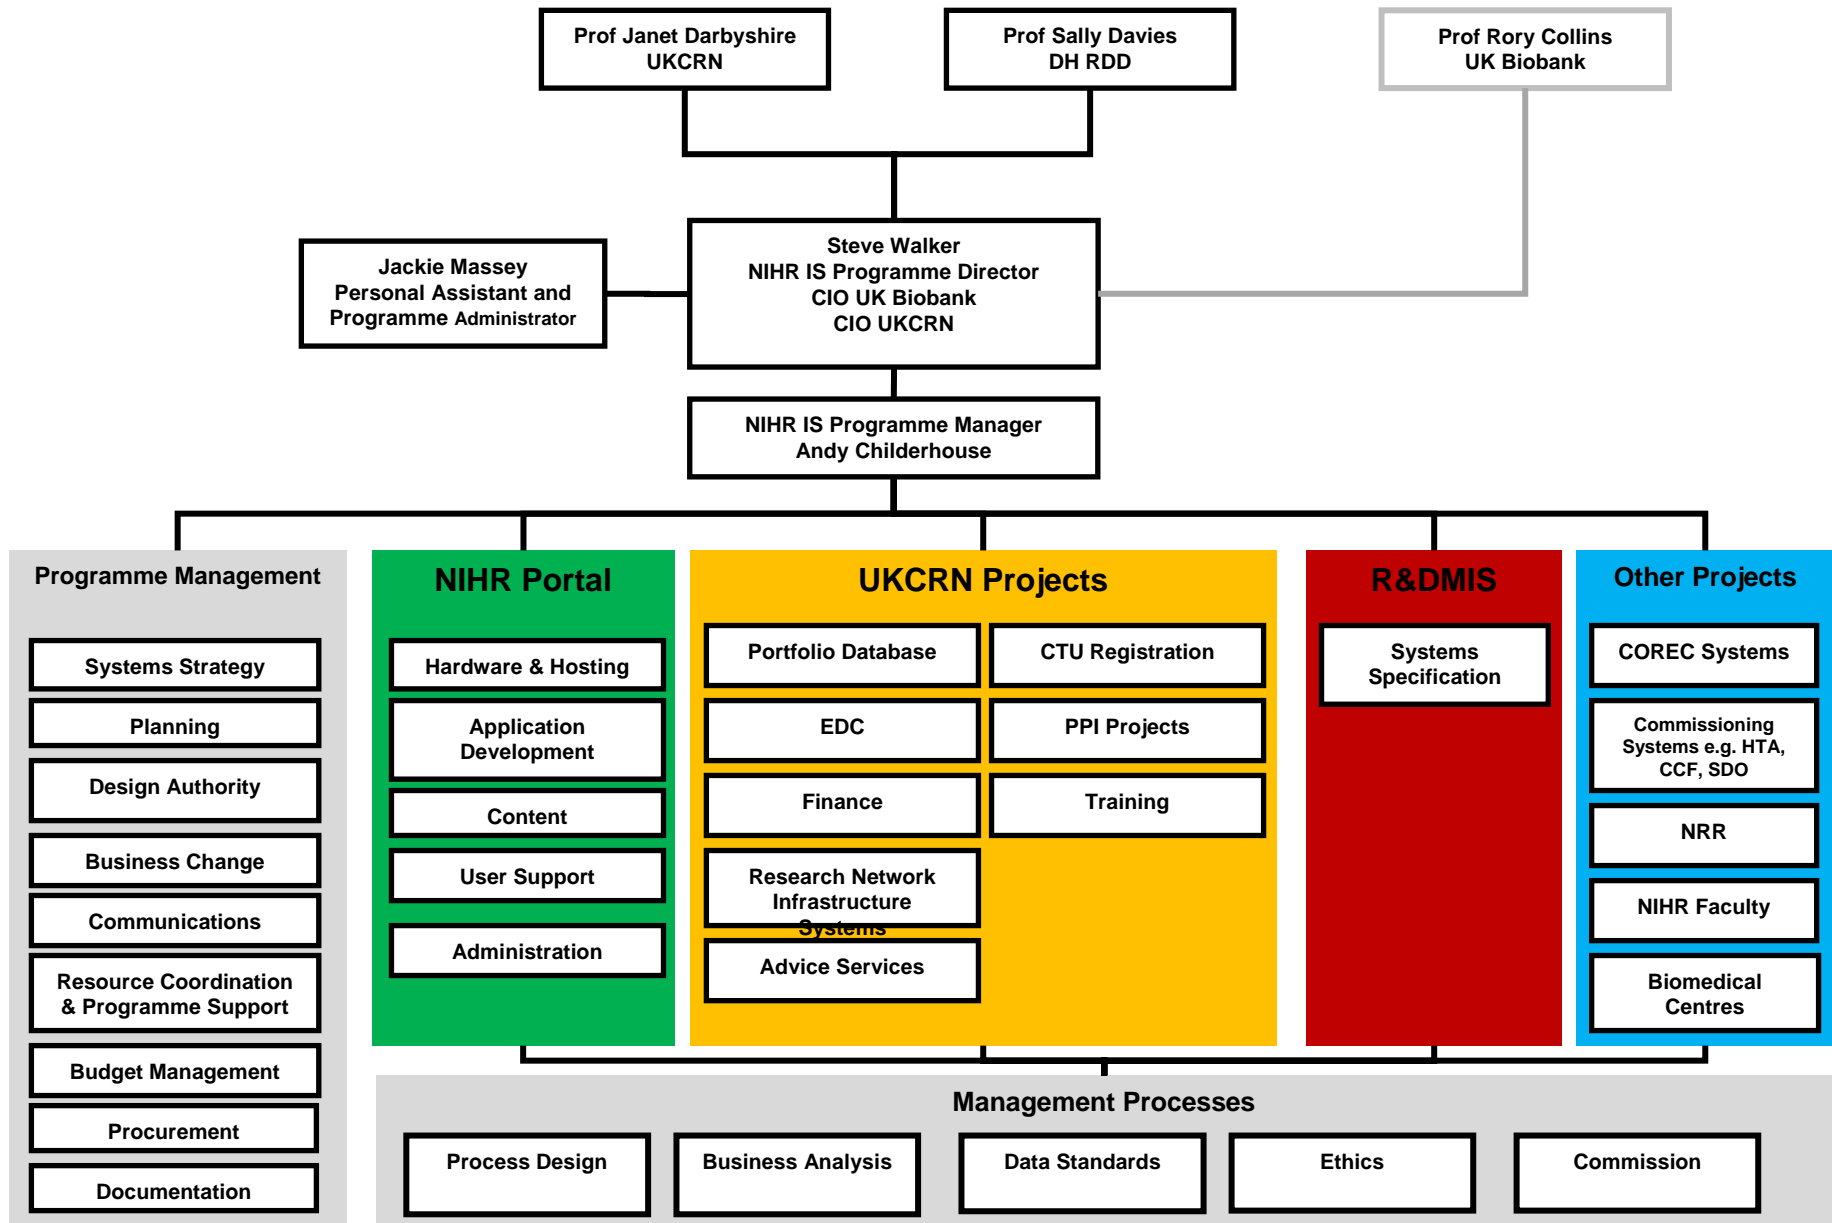 Prof Janet Darbyshire
UKCRN
Prof Sally Davies
DH RDD
Prof Rory Collins
UK Biobank
Jackie Massey
Personal Assistant and
Programme Administrator
Steve Walker
NIHR IS Programme Director
CIO UK Biobank
CIO UKCRN
NIHR IS Programme Manager
Andy Childerhouse
Programme Management
Systems Strategy
Planning
Design Authority
Business Change
Communications
Resource Coordination
& Programme Support
Budget Management
Procurement
Documentation
NIHR Portal
Hardware & Hosting
Application
Development
Content
User Support
Administration
UKCRN Projects
Portfolio Database
EDC
Finance
Research Network
Infrastructure
Systems
Advice Services
CTU Registration
PPI Projects
Training
R&DMIS
Systems
Specification
Other Projects
COREC Systems
Commissioning
Systems e.g. HTA,
CCF, SDO
NRR
NIHR Faculty
Biomedical
Centres
Management Processes
Process Design
Business Analysis
Data Standards
Ethics
Commission